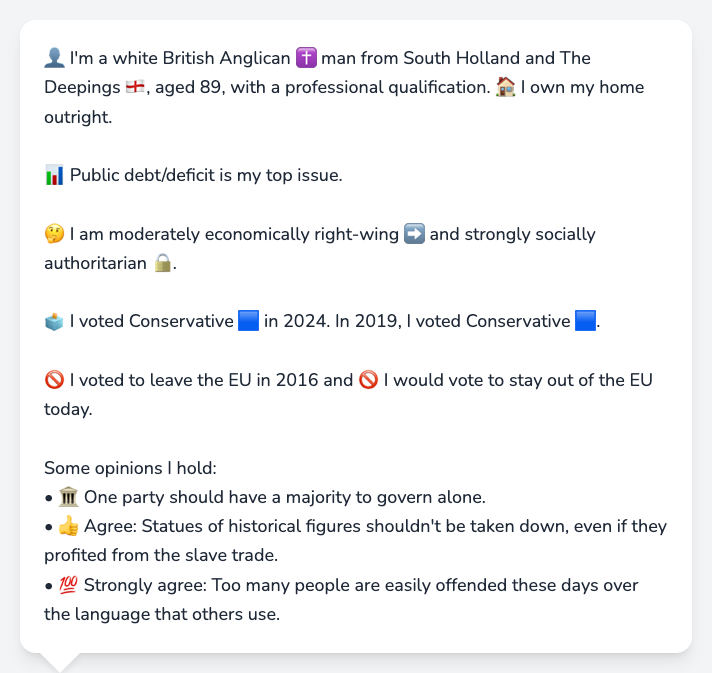 👤 I'm a white British Anglican ✝️ man from South Holland and The
Deepings 🏴󠁧󠁢󠁥󠁮󠁧󠁿, aged 89, with a professional qualification. 🏠 I own my home
outright.
📊 Public debt/deficit is my top issue.
🤔 I am moderately economically right-wing ➡️ and strongly socially
authoritarian 🔒.
🗳️ I voted Conservative 🟦 in 2024. In 2019, I voted Conservative 🟦.
🚫 I voted to leave the EU in 2016 and 🚫 I would vote to stay out of the EU
today.
Some opinions I hold:
• 🏛️ One party should have a majority to govern alone.
• 👍 Agree: Statues of historical figures shouldn't be taken down, even if they
profited from the slave trade.
• 💯 Strongly agree: Too many people are easily offended these days over
the language that others use.